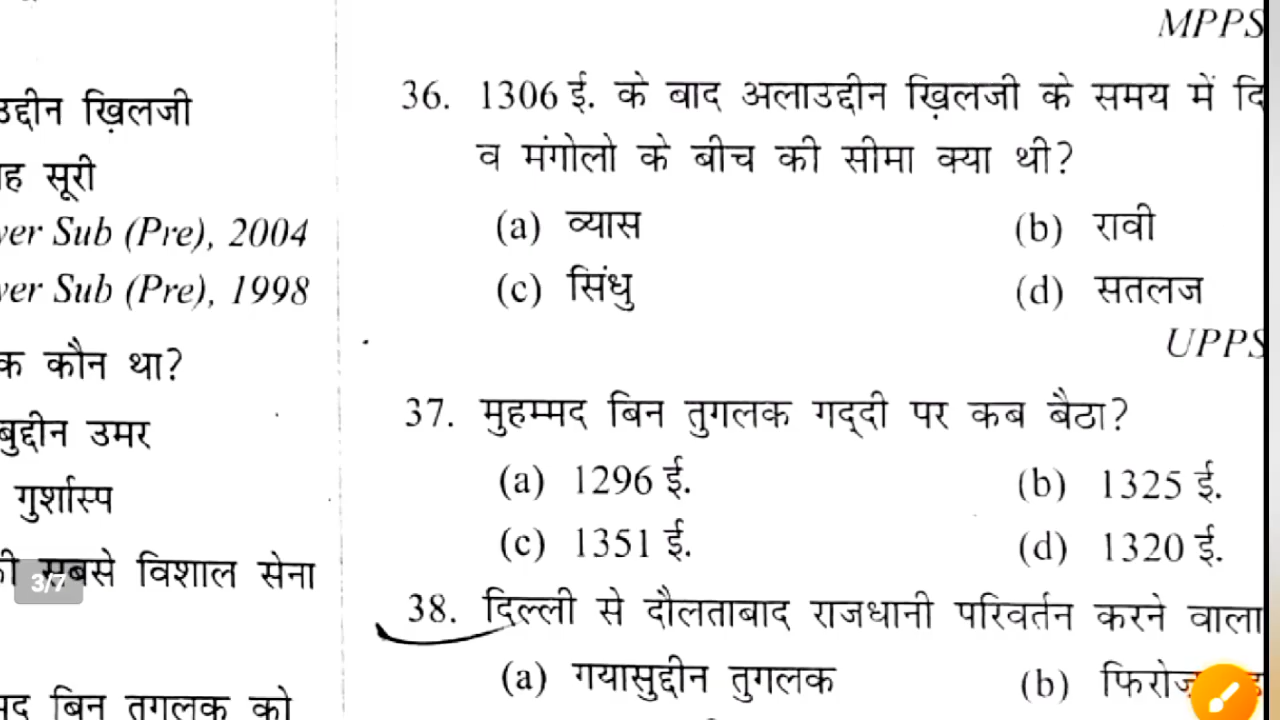 उद्दीन ख़िलजी
ह सूरी
ver Sub (Pre), 2004
ver Sub (Pre), 1998
क कौन था?
बुद्दीन उमर
गुर्शास्प
की सबसे विशाल सेना
3/7
मद बिन तुगलक को
MPPS
36. 1306 ई. के बाद अलाउद्दीन ख़िलजी के समय में दि
व मंगोलो के बीच की सीमा क्या थी?
(a) व्यास (b) रावी
(c) सिंधु (d) सतलज
UPPS
37. मुहम्मद बिन तुगलक गद्दी पर कब बैठा?
(a) 1296 ई. (b) 1325 ई.
(c) 1351 ई. (d) 1320 ई.
38. दिल्ली से दौलताबाद राजधानी परिवर्तन करने वाला
(a) गयासुद्दीन तुगलक (b) फिरोज